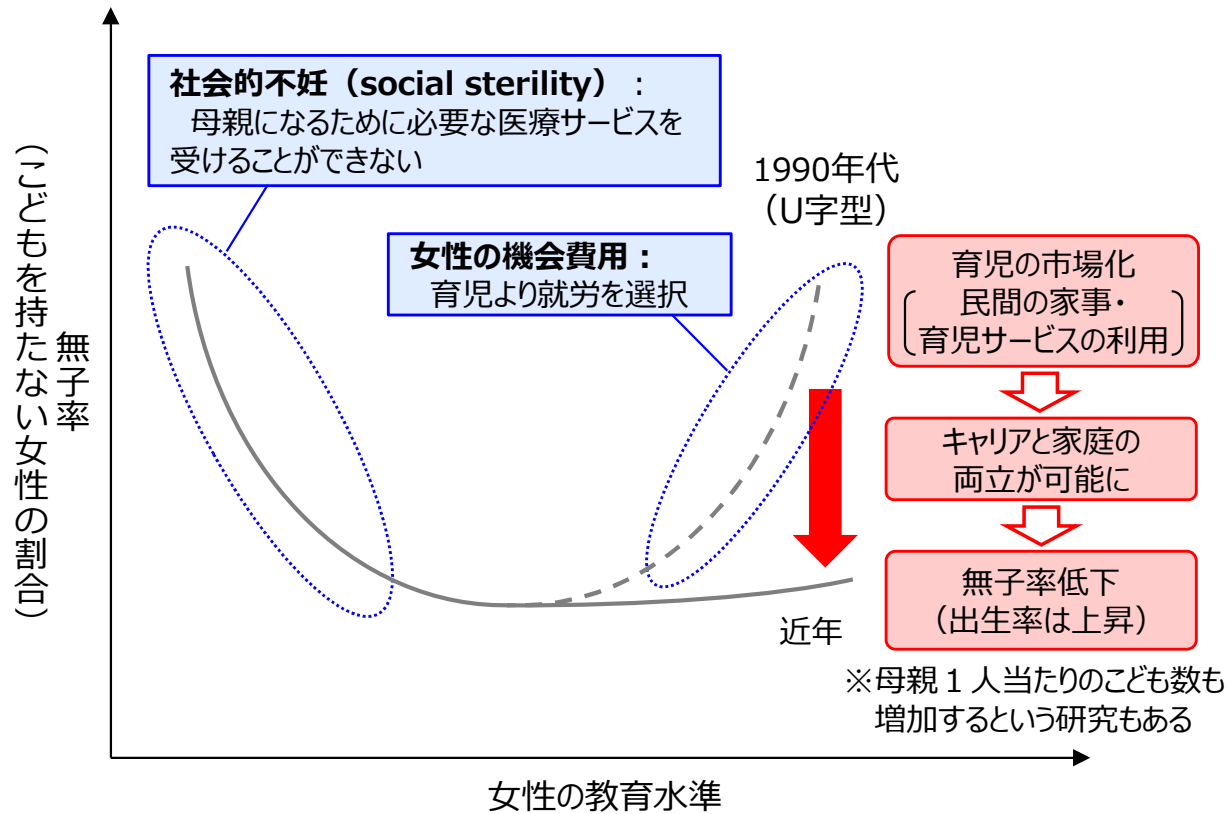 社会的不妊（social sterility）：
母親になるために必要な医療サービスを
受けることができない
1990年代
（U字型）
女性の機会費用：
育児より就労を選択
育児の市場化
民間の家事・
育児サービスの利用
キャリアと家庭の
両立が可能に
無子率低下
（出生率は上昇）
近年
※母親１人当たりのこども数も
増加するという研究もある
無子率
（こどもを持たない女性の割合）
女性の教育水準